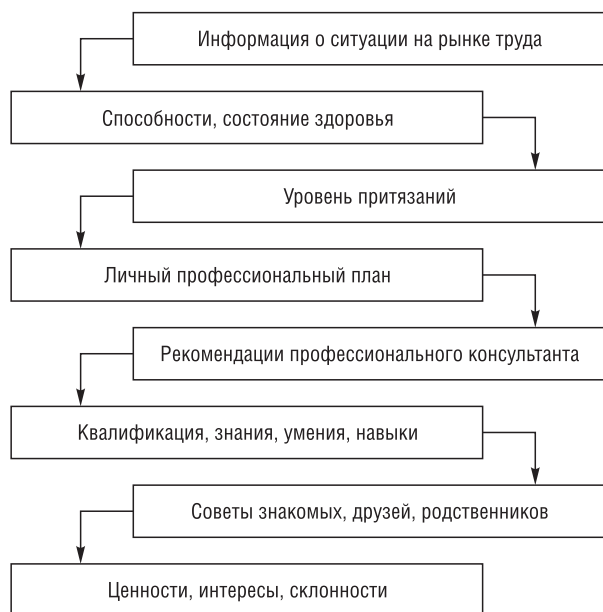 Информация о ситуации на рынке труда
Способности, состояние здоровья
Уровень притязаний
Личный профессиональный план
Рекомендации профессионального консультанта
Квалификация, знания, умения, навыки
Советы знакомых, друзей, родственников
Ценности, интересы, склонности